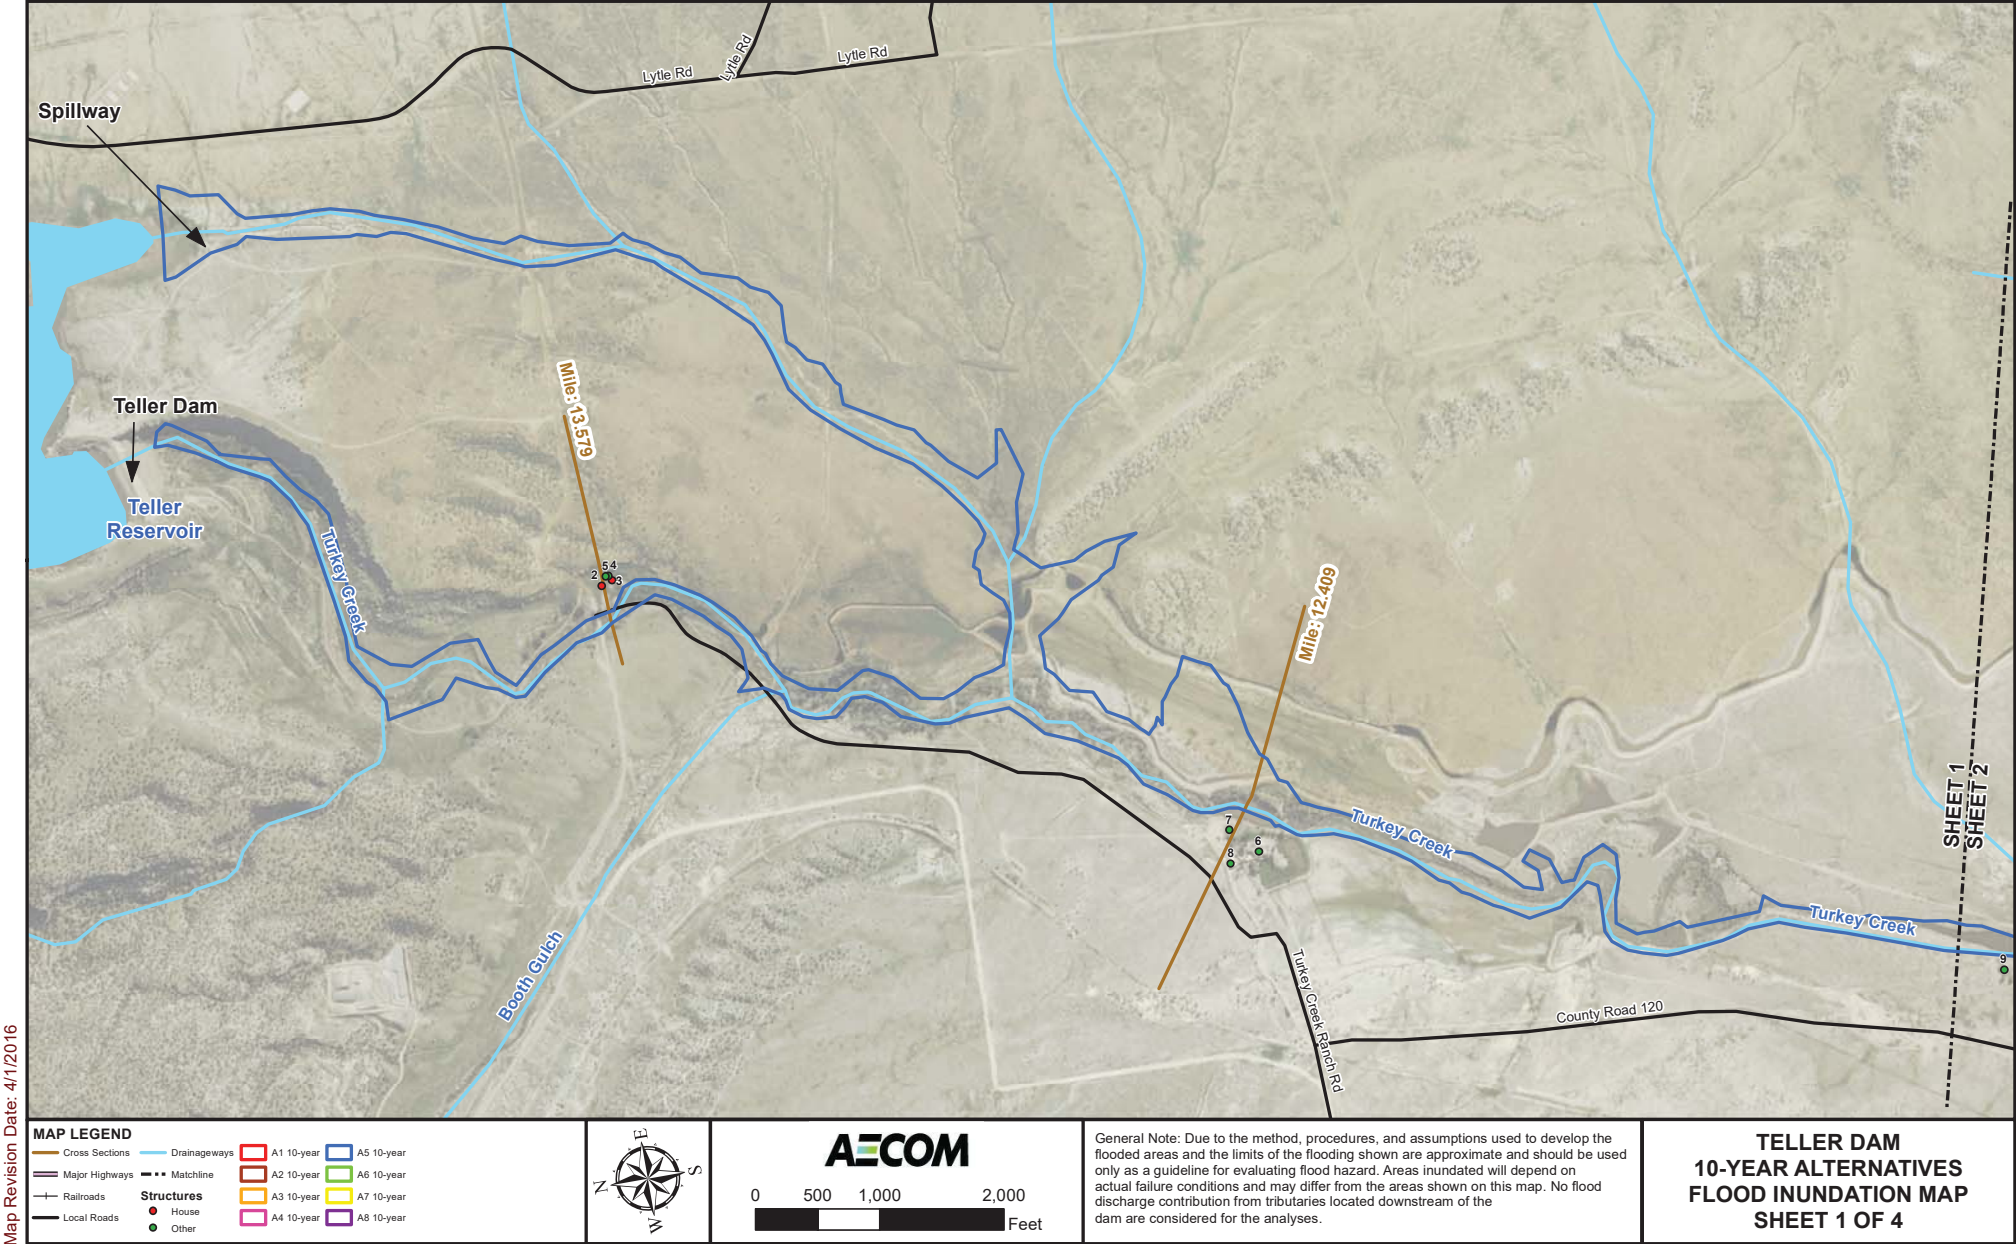 Lytle Rd
Lytle Rd
Lytle Rd
Spillway
Mile: 13.579
Teller Dam
Teller
Reservoir
Turkey Creek
5 4
2
3
Mile: 12.409
7
6
8
Turkey Creek
SHEET 1
SHEET 2
Turkey Creek
9
Booth Gulch
Turkey Creek Ranch Rd
County Road 120
Map Revision Date: 4/1/2016
MAP LEGEND
Cross Sections
Drainageways
A1 10-year
A5 10-year
Major Highways
Matchline
A2 10-year
A6 10-year
Railroads
Structures
A3 10-year
A7 10-year
Local Roads
House
A4 10-year
A8 10-year
Other
E
S
N
W
AECOM
0 500 1,000 2,000
Feet
General Note: Due to the method, procedures, and assumptions used to develop the
flooded areas and the limits of the flooding shown are approximate and should be used
only as a guideline for evaluating flood hazard. Areas inundated will depend on
actual failure conditions and may differ from the areas shown on this map. No flood
discharge contribution from tributaries located downstream of the
dam are considered for the analyses.
TELLER DAM
10-YEAR ALTERNATIVES
FLOOD INUNDATION MAP
SHEET 1 OF 4